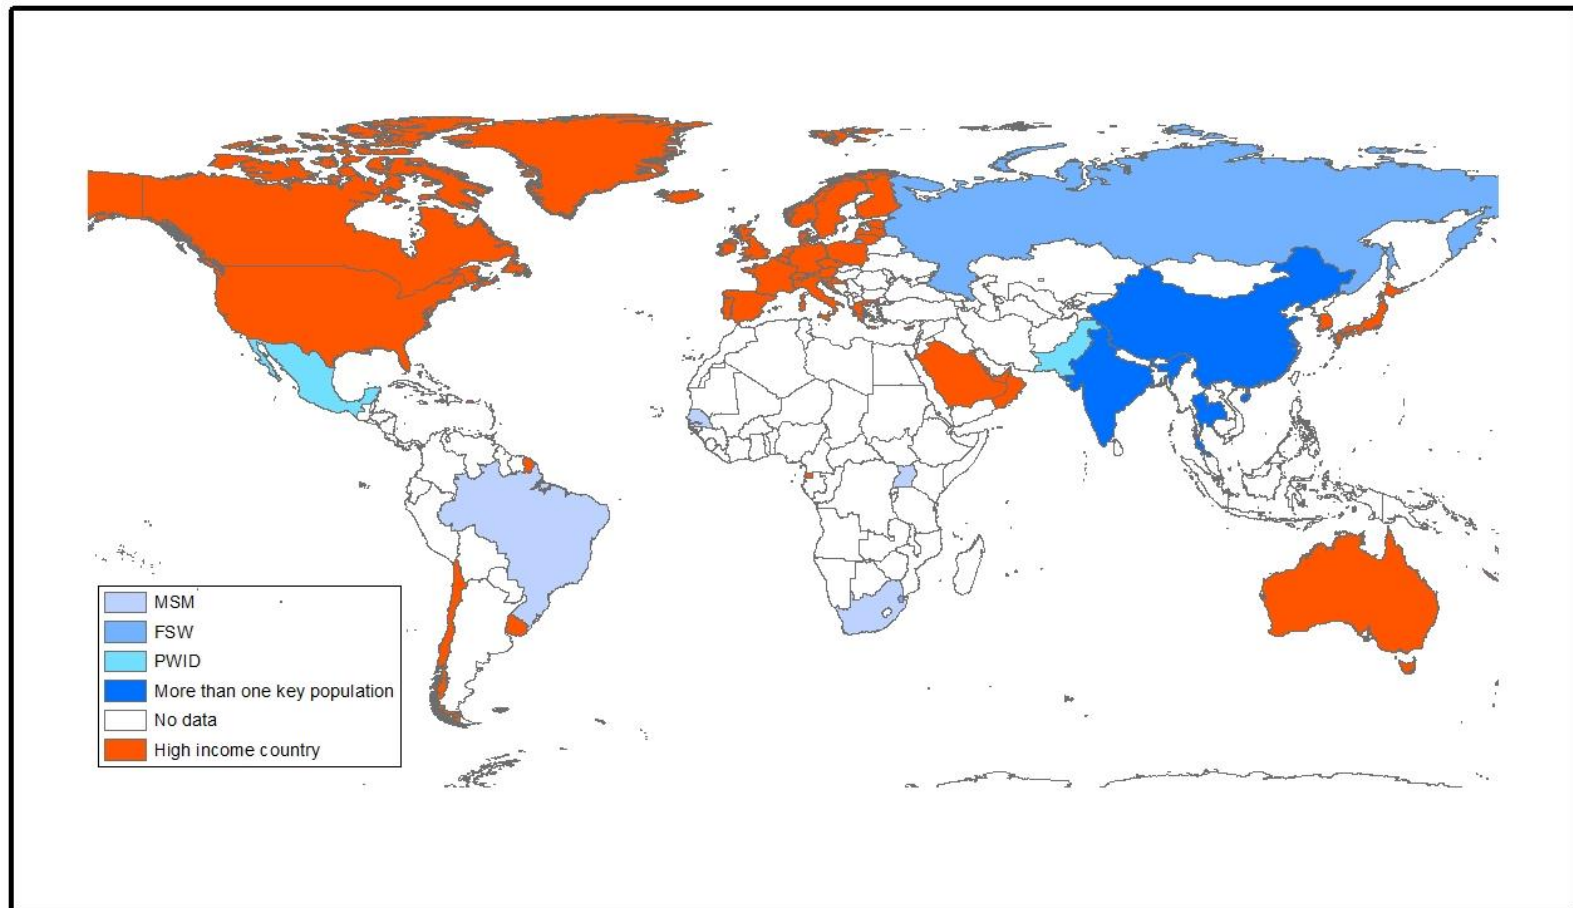 MSM
FSW
PWID
More than one key population
No data
High income country